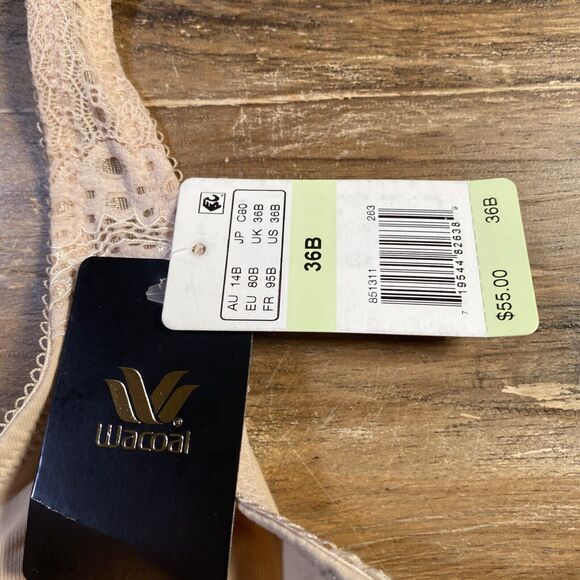 AU 14B JP C80
EU 80B UK 36B
FR 95B US 36B
36B
851311 263
7 19544 82638 9
36B
$55.00
Wacoal
®